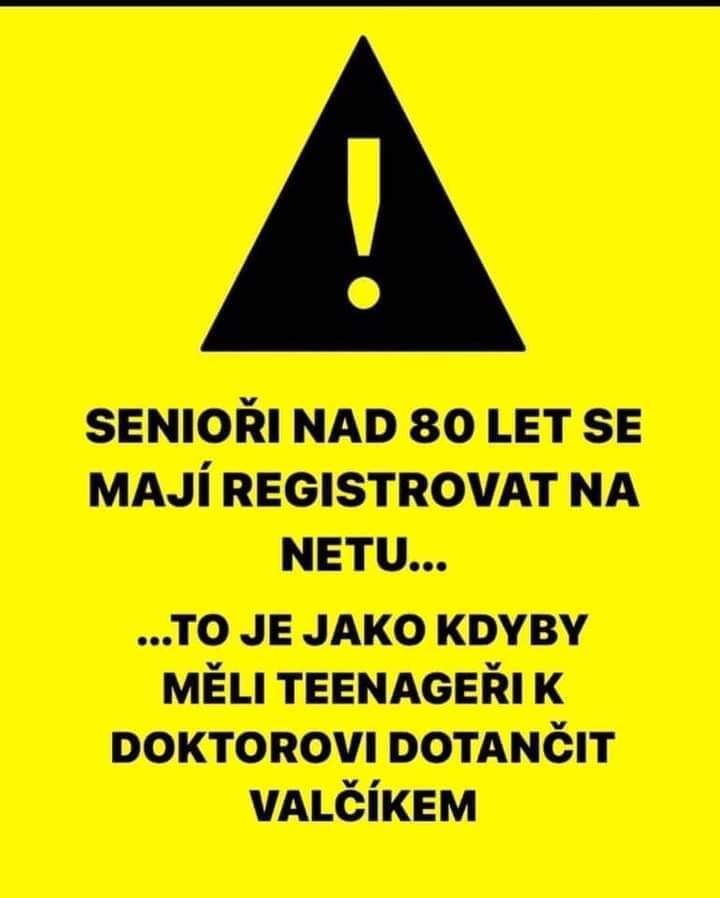 SENIOŘI NAD 80 LET SE
MAJÍ REGISTROVAT NA
NETU...
...TO JE JAKO KDYBY
MĚLI TEENAGEŘI K
DOKTOROVI DOTANČIT
VALČÍKEM